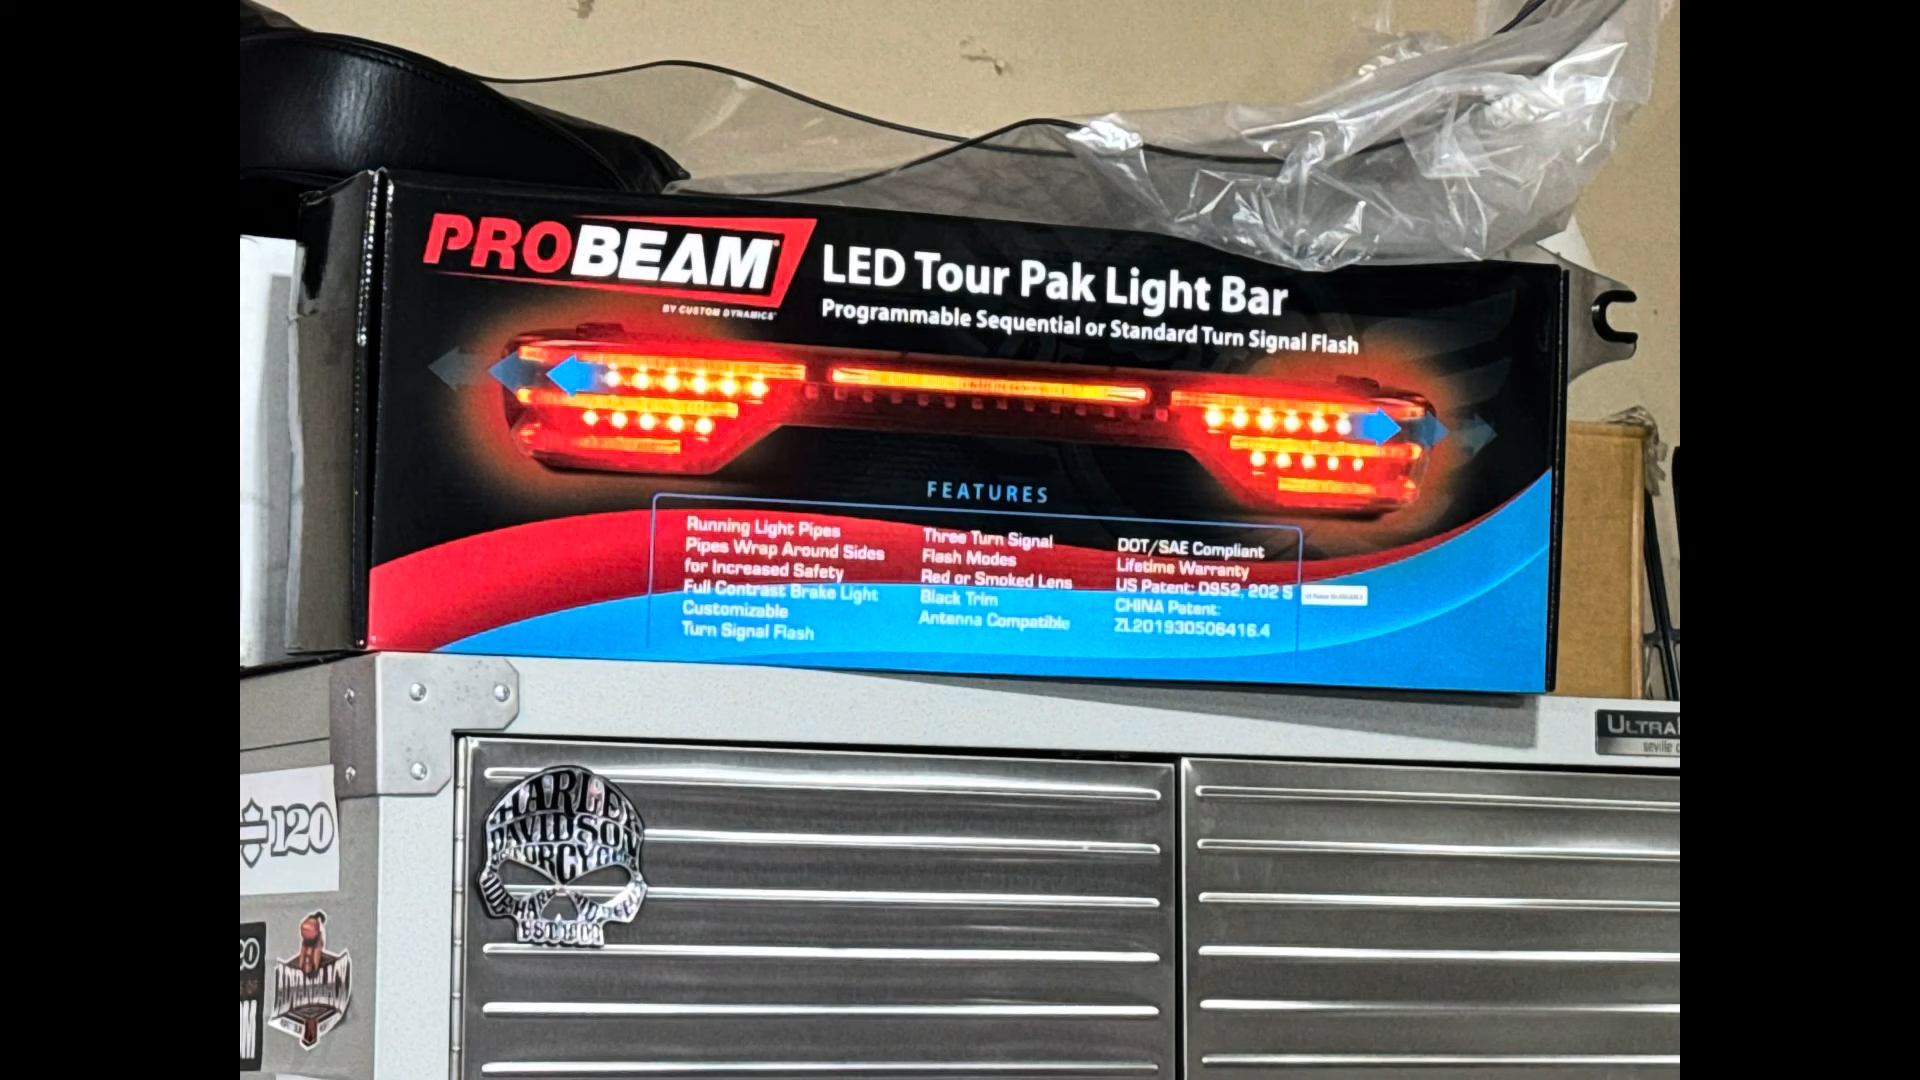 PROBEAM
BY CUSTOM DYNAMICS
LED Tour Pak Light Bar
Programmable Sequential or Standard Turn Signal Flash
FEATURES
Running Light Pipes
Pipes Wrap Around Sides
for Increased Safety
Full Contrast Brake Light
Customizable
Turn Signal Flash
Three Turn Signal
Flash Modes
Red or Smoked Lens
Black Trim
Antenna Compatible
DOT/SAE Compliant
Lifetime Warranty
US Patent: D952, 202 S
CHINA Patent:
ZL201930506416.4
ULTRA
seville
120
HARLEY
DAVIDSON
MOTORCYCLES
ADVANBLACK